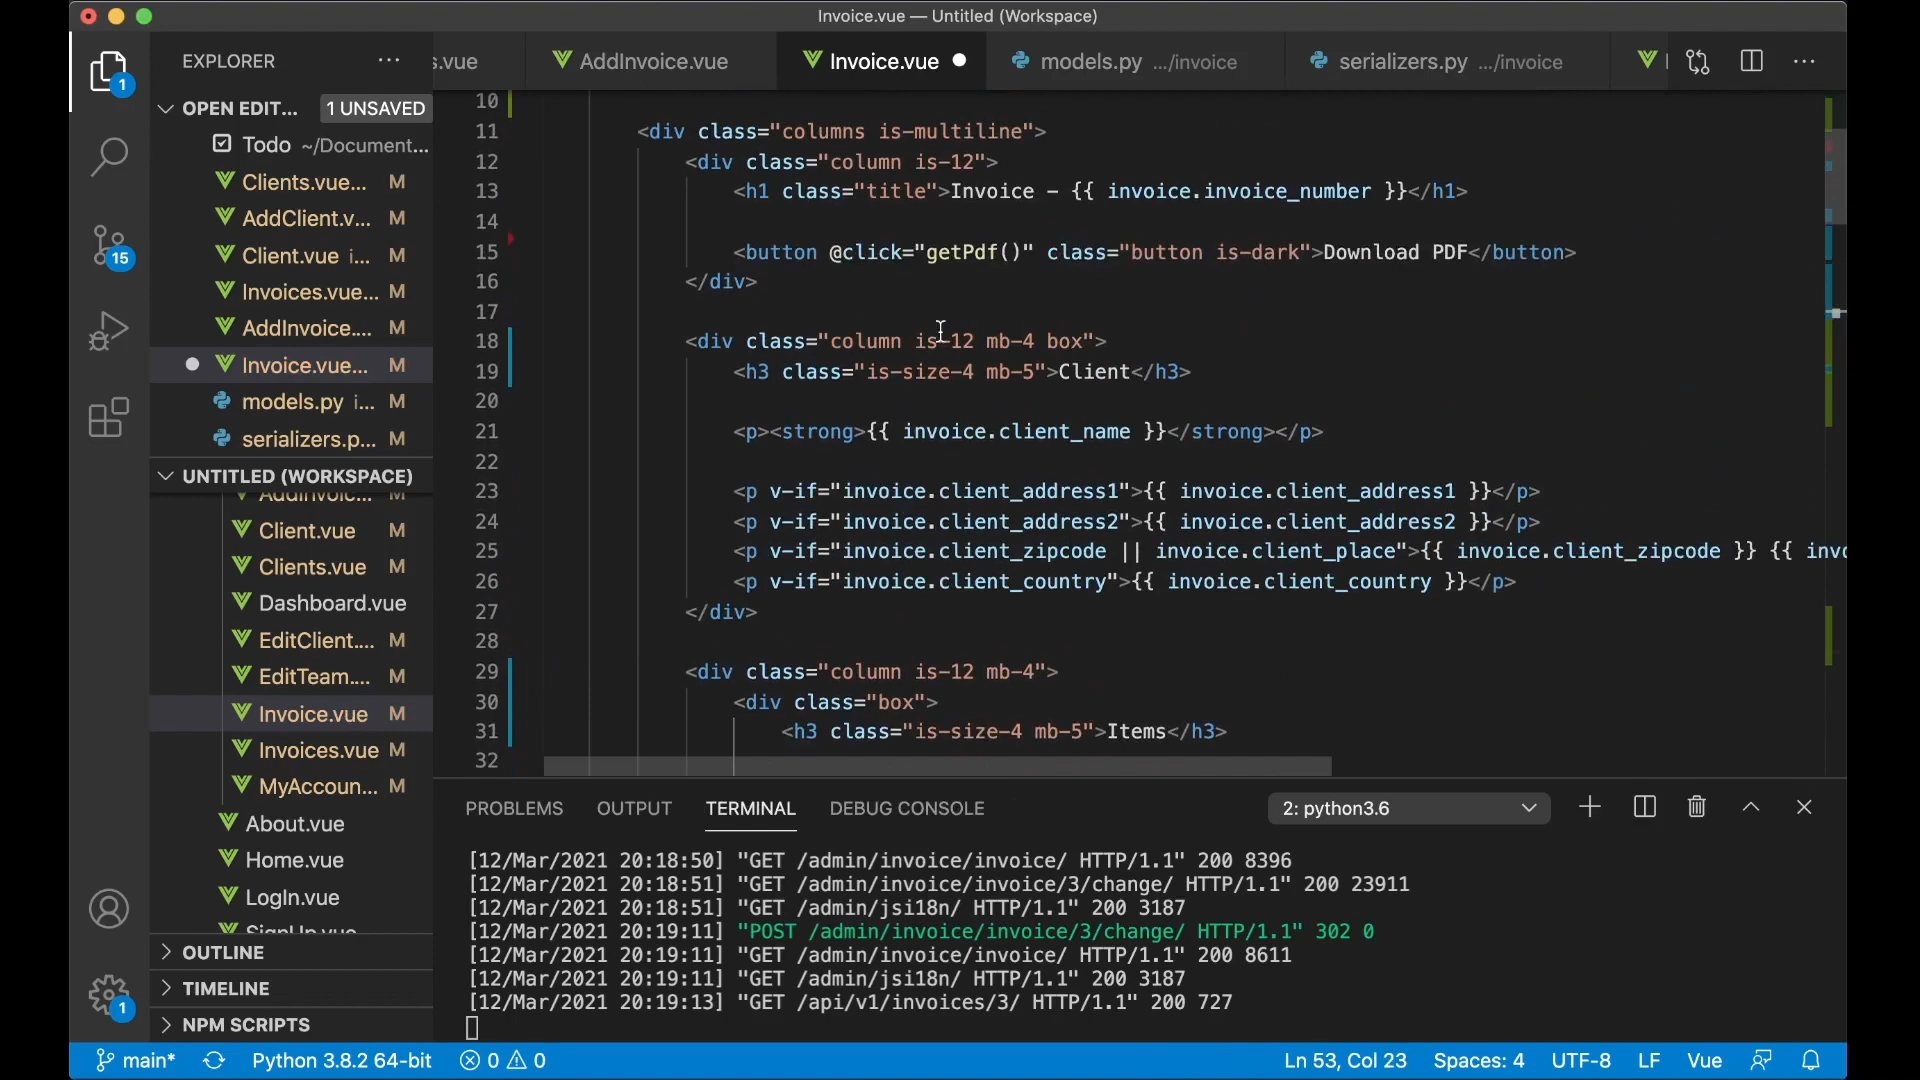 Invoice.vue — Untitled (Workspace)
EXPLORER
s.vue
AddInvoice.vue
Invoice.vue
models.py .../invoice
serializers.py .../invoice
1
OPEN EDIT...
1 UNSAVED
Todo ~/Document...
Clients.vue... M
AddClient.v... M
Client.vue i... M
Invoices.vue... M
AddInvoice.... M
Invoice.vue... M
models.py i... M
serializers.p... M
15
UNTITLED (WORKSPACE)
AddInvoic... M
Client.vue M
Clients.vue M
Dashboard.vue
EditClient.... M
EditTeam.... M
Invoice.vue M
Invoices.vue M
MyAccoun... M
About.vue
Home.vue
LogIn.vue
SignUp.vue
OUTLINE
TIMELINE
NPM SCRIPTS
1
10
11 <div class="columns is-multiline">
12 <div class="column is-12">
13 <h1 class="title">Invoice - {{ invoice.invoice_number }}</h1>
14
15 <button @click="getPdf()" class="button is-dark">Download PDF</button>
16 </div>
17
18 <div class="column is-12 mb-4 box">
19 <h3 class="is-size-4 mb-5">Client</h3>
20
21 <p><strong>{{ invoice.client_name }}</strong></p>
22
23 <p v-if="invoice.client_address1">{{ invoice.client_address1 }}</p>
24 <p v-if="invoice.client_address2">{{ invoice.client_address2 }}</p>
25 <p v-if="invoice.client_zipcode || invoice.client_place">{{ invoice.client_zipcode }} {{ invo
26 <p v-if="invoice.client_country">{{ invoice.client_country }}</p>
27 </div>
28
29 <div class="column is-12 mb-4">
30 <div class="box">
31 <h3 class="is-size-4 mb-5">Items</h3>
32
PROBLEMS OUTPUT TERMINAL DEBUG CONSOLE
2: python3.6
[12/Mar/2021 20:18:50] "GET /admin/invoice/invoice/ HTTP/1.1" 200 8396
[12/Mar/2021 20:18:51] "GET /admin/invoice/invoice/3/change/ HTTP/1.1" 200 23911
[12/Mar/2021 20:18:51] "GET /admin/jsi18n/ HTTP/1.1" 200 3187
[12/Mar/2021 20:19:11] "POST /admin/invoice/invoice/3/change/ HTTP/1.1" 302 0
[12/Mar/2021 20:19:11] "GET /admin/invoice/invoice/ HTTP/1.1" 200 8611
[12/Mar/2021 20:19:11] "GET /admin/jsi18n/ HTTP/1.1" 200 3187
[12/Mar/2021 20:19:13] "GET /api/v1/invoices/3/ HTTP/1.1" 200 727
main* Python 3.8.2 64-bit 0 0 Ln 53, Col 23 Spaces: 4 UTF-8 LF Vue